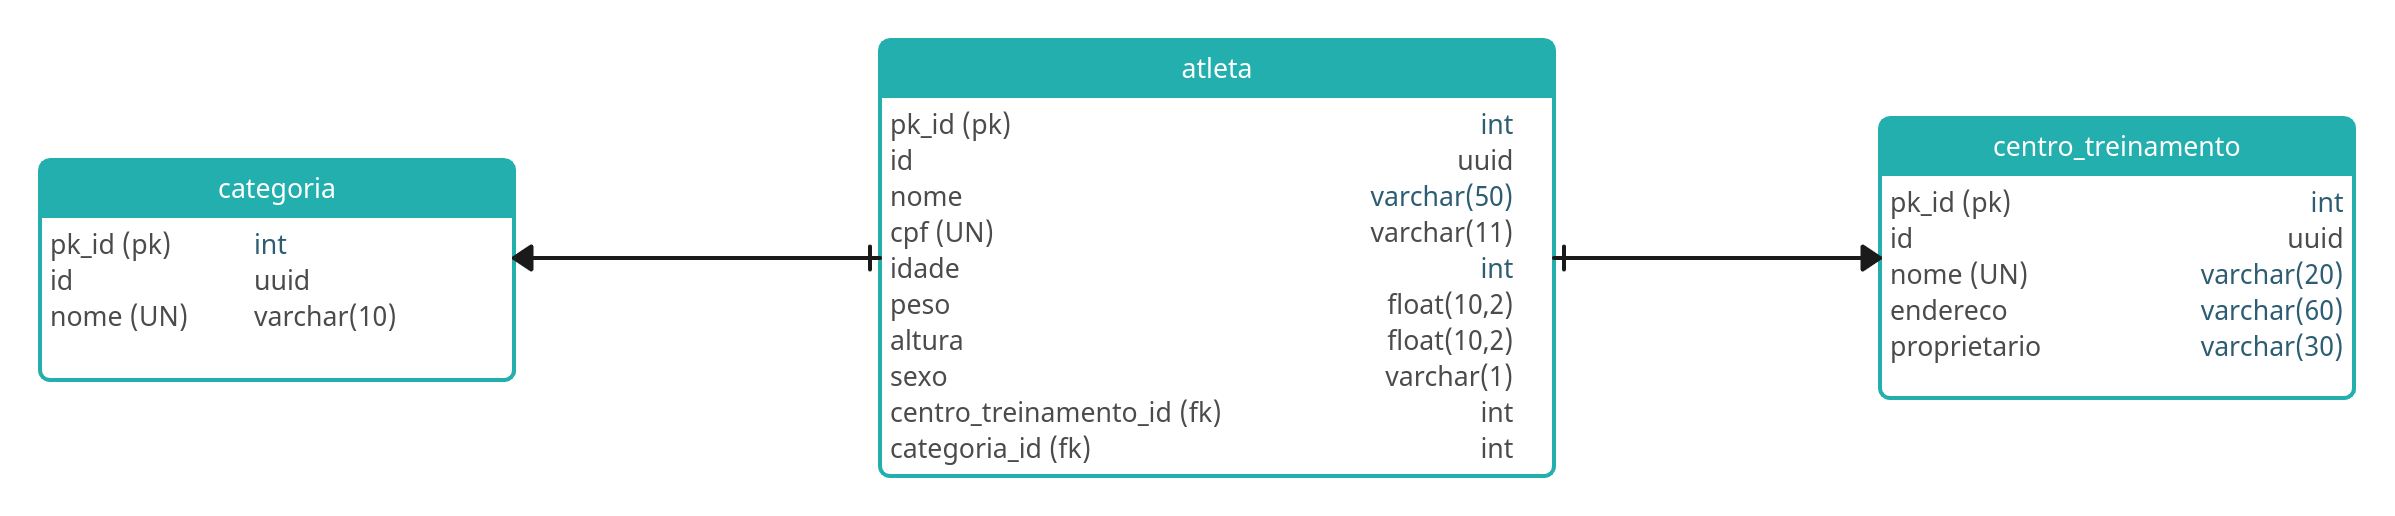 categoria
pk_id (pk) int
id uuid
nome (UN) varchar(10)
atleta
pk_id (pk) int
id uuid
nome varchar(50)
cpf (UN) varchar(11)
idade int
peso float(10,2)
altura float(10,2)
sexo varchar(1)
centro_treinamento_id (fk) int
categoria_id (fk) int
centro_treinamento
pk_id (pk) int
id uuid
nome (UN) varchar(20)
endereco varchar(60)
proprietario varchar(30)